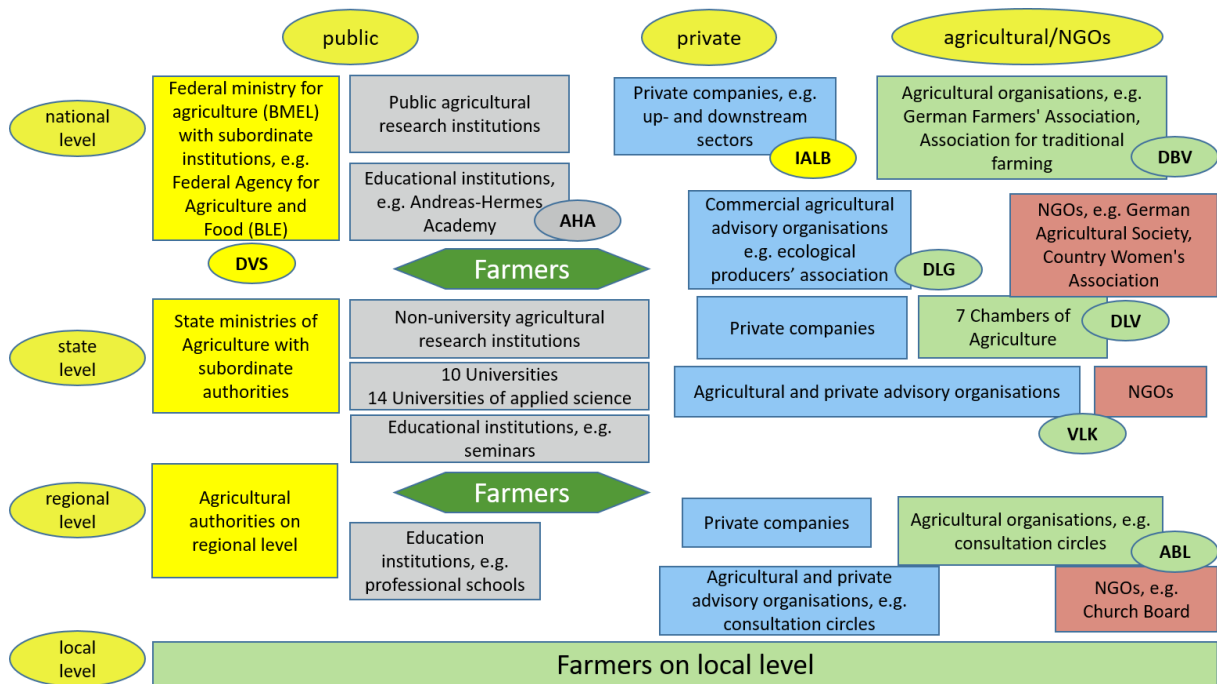 public
private
agricultural/NGOs
national
level
Federal ministry for
agriculture (BMEL)
with subordinate
institutions, e.g.
Federal Agency for
Agriculture and
Food (BLE)
DVS
Public agricultural
research institutions
Educational institutions,
e.g. Andreas-Hermes
Academy
AHA
Farmers
Private companies, e.g.
up- and downstream
sectors
IALB
Commercial agricultural
advisory organisations
e.g. ecological
producers’ association
DLG
Agricultural organisations, e.g.
German Farmers' Association,
Association for traditional
farming
DBV
NGOs, e.g. German
Agricultural Society,
Country Women's
Association
state
level
State ministries of
Agriculture with
subordinate
authorities
Non-university agricultural
research institutions
10 Universities
14 Universities of applied science
Educational institutions, e.g.
seminars
Private companies
7 Chambers of
Agriculture
DLV
Agricultural and private advisory organisations
VLK
NGOs
regional
level
Agricultural
authorities on
regional level
Farmers
Education
institutions, e.g.
professional schools
Private companies
Agricultural organisations, e.g.
consultation circles
ABL
Agricultural and private
advisory organisations, e.g.
consultation circles
NGOs, e.g.
Church Board
local
level
Farmers on local level